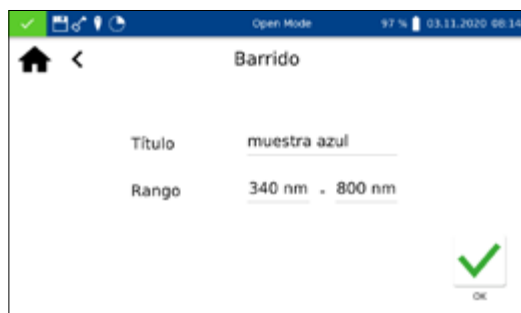 Open Mode 97 % 03.11.2020 08:14
Barrido
Título muestra azul
Rango 340 nm - 800 nm
OK